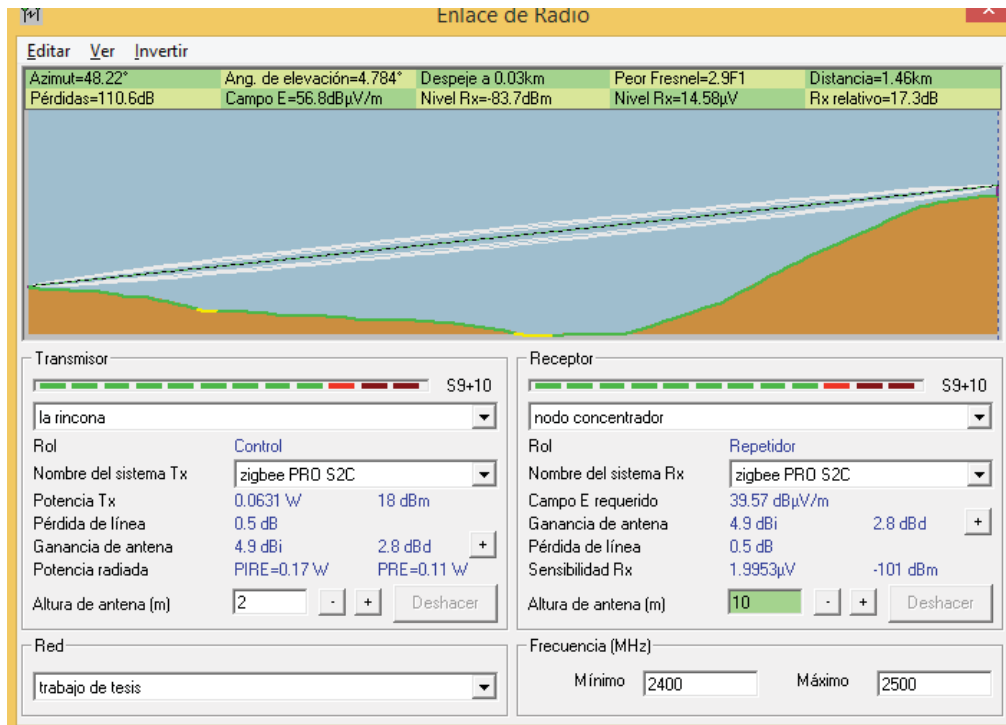 Enlace de Radio
Editar Ver Invertir
Azimut=48.22° Ang. de elevación=4.784° Despeje a 0.03km Peor Fresnel=2.9F1 Distancia=1.46km
Pérdidas=110.6dB Campo E=56.8dBμV/m Nivel Rx=-83.7dBm Nivel Rx=14.58μV Rx relativo=17.3dB
Transmisor
S9+10
la rincona
Rol Control
Nombre del sistema Tx zigbee PRO S2C
Potencia Tx 0.0631 W 18 dBm
Pérdida de línea 0.5 dB
Ganancia de antena 4.9 dBi 2.8 dBd +
Potencia radiada PIRE=0.17 W PRE=0.11 W
Altura de antena (m) 2 - + Deshacer
Red
trabajo de tesis
Receptor
S9+10
nodo concentrador
Rol Repetidor
Nombre del sistema Rx zigbee PRO S2C
Campo E requerido 39.57 dBμV/m
Ganancia de antena 4.9 dBi 2.8 dBd +
Pérdida de línea 0.5 dB
Sensibilidad Rx 1.9953μV -101 dBm
Altura de antena (m) 10 - + Deshacer
Frecuencia (MHz)
Mínimo 2400 Máximo 2500